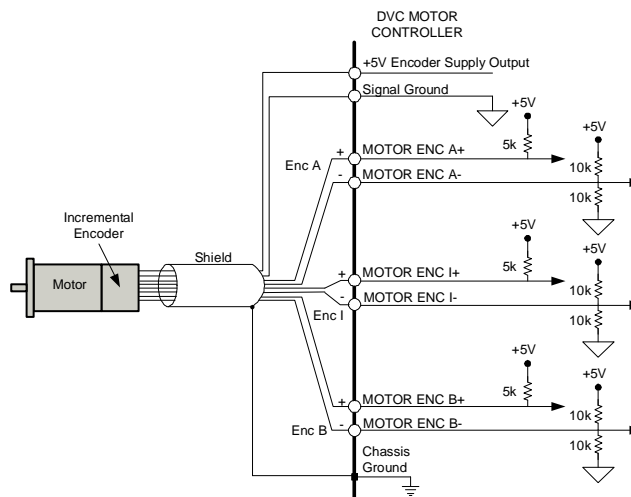 DVC MOTOR
CONTROLLER
+5V Encoder Supply Output
Signal Ground
+5V
5k
+5V
10k
10k
Enc A
+
MOTOR ENC A+
-
MOTOR ENC A-
Incremental
Encoder
Shield
Motor
+5V
5k
+5V
10k
10k
+
MOTOR ENC I+
-
MOTOR ENC I-
Enc I
+5V
5k
+5V
10k
10k
+
MOTOR ENC B+
Enc B
-
MOTOR ENC B-
Chassis
Ground